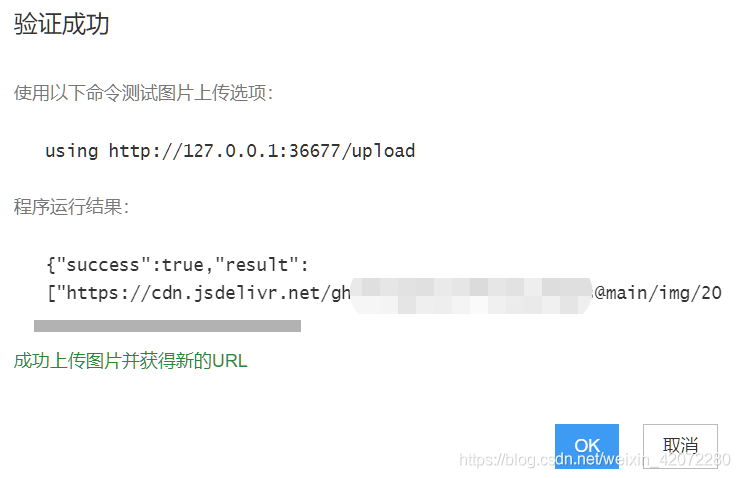 验证成功
使用以下命令测试图片上传选项：
using http://127.0.0.1:36677/upload
程序运行结果：
{"success":true,"result":
["https://cdn.jsdelivr.net/gh s@main/img/20
成功上传图片并获得新的URL
OK 取消
https://blog.csdn.net/weixin_42072280